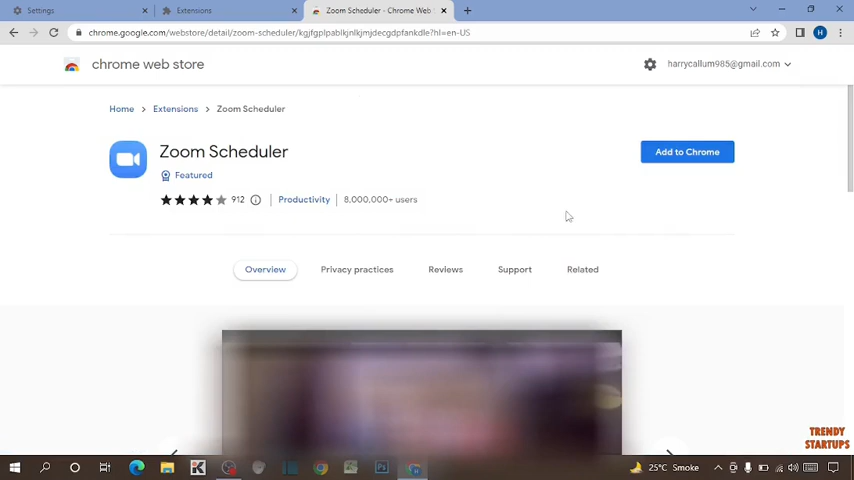 Settings
Extensions
Zoom Scheduler - Chrome Web S
chrome.google.com/webstore/detail/zoom-scheduler/kgjfgplpablkjnlkjmjdecgdpfankdle?hl=en-US
H
chrome web store
harrycallum985@gmail.com
Home > Extensions > Zoom Scheduler
Zoom Scheduler
Add to Chrome
Featured
912 | Productivity | 8,000,000+ users
Overview
Privacy practices
Reviews
Support
Related
TRENDY
STARTUPS
25°C Smoke